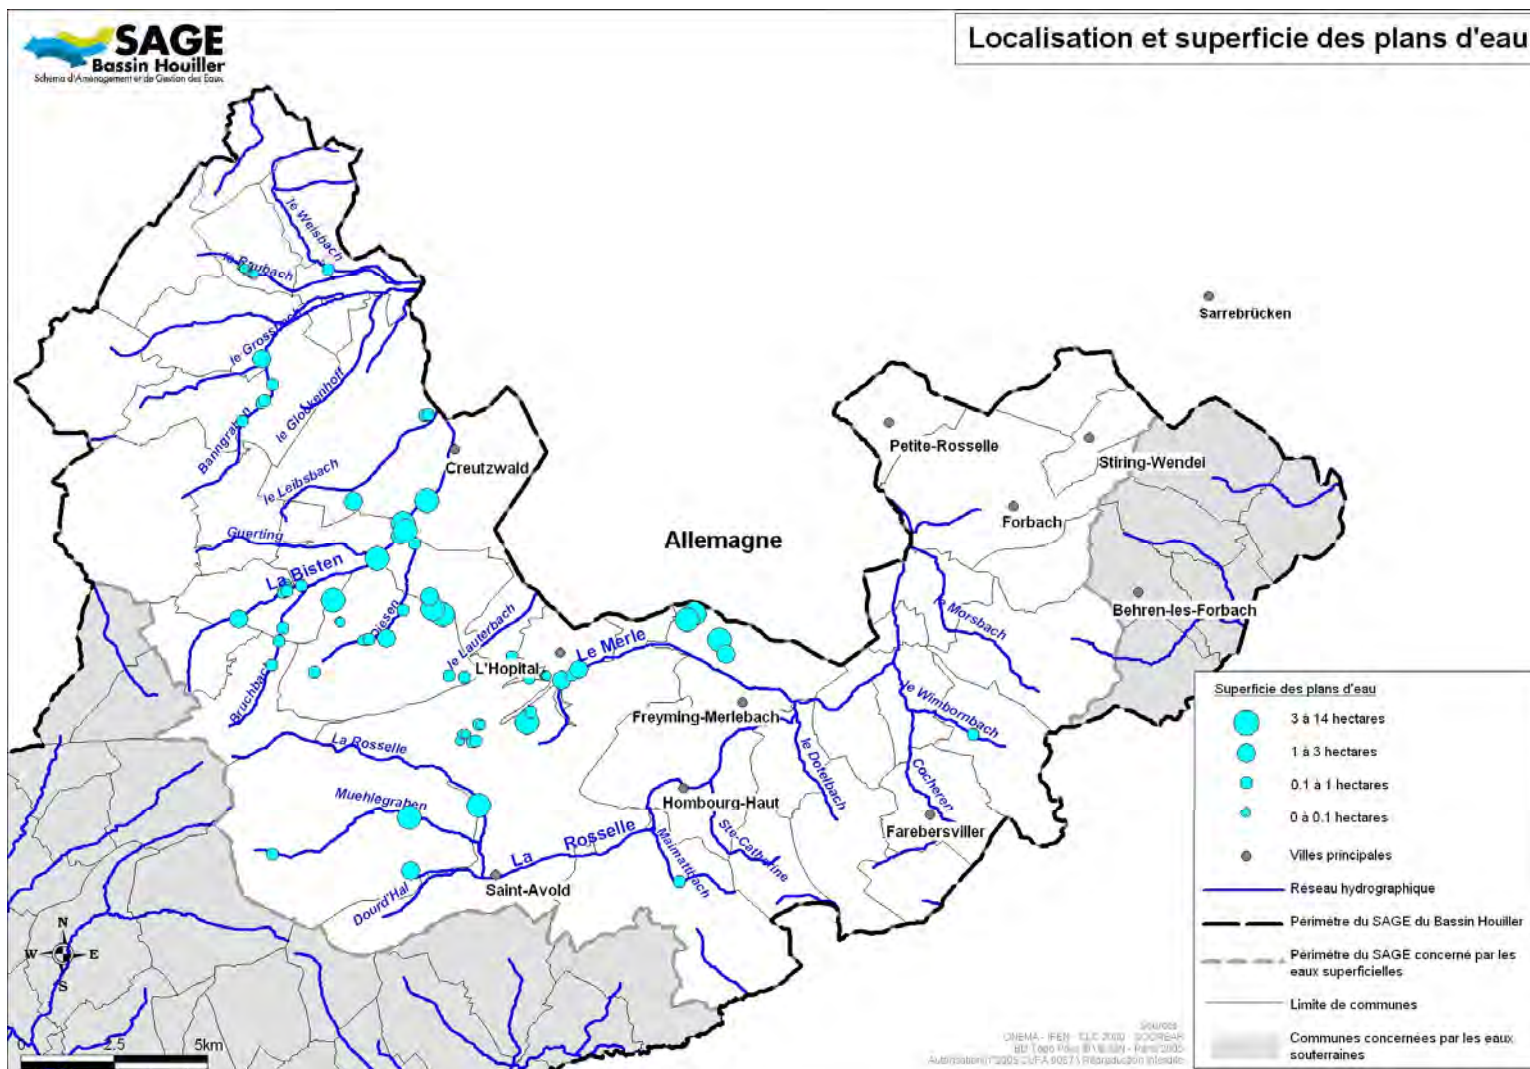 SAGE
Bassin Houiller
Schéma d'Aménagement et de Gestion des Eaux
Localisation et superficie des plans d'eau
le Weisbach
le Raubach
Sarrebrücken
le Grossbach
le Glockenhoff
Banngraben
Petite-Rosselle
Creutzwald
Stiring-Wendel
le Leibsbach
Forbach
Guerting
Allemagne
La Bisten
Behren-les-Forbach
le Morsbach
Diesen
le Lauterbach
Le Merle
L'Hopital
Bruchbach
Freyming-Merlebach
le Wimbornbach
La Rosselle
le Dotelbach
Cocheren
Muehlegraben
Hombourg-Haut
Farebersviller
La Rosselle
Ste-Catherine
Maimattbach
Saint-Avold
Dourd'Hal
Superficie des plans d'eau
3 à 14 hectares
1 à 3 hectares
0.1 à 1 hectares
0 à 0.1 hectares
Villes principales
Réseau hydrographique
Périmètre du SAGE du Bassin Houiller
Périmètre du SAGE concerné par les
eaux superficielles
Limite de communes
Communes concernées par les eaux
souterraines
N
W E
S
0 2.5 5km
Sources